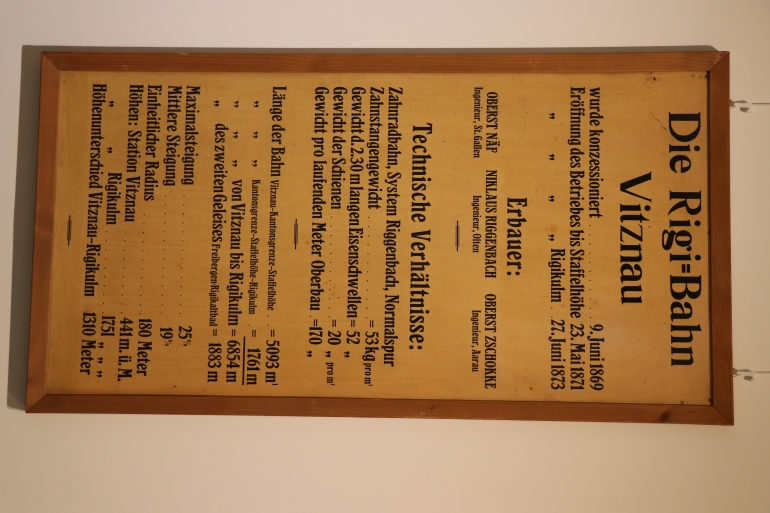 Die Rigi=Bahn
Vitznau
wurde konzessioniert . . . . . . . . . 9. Juni 1869
Eröffnung des Betriebes bis Staffelhöhe 23. Mai 1871
„ „ „ „ Rigikulm 27. Juni 1873
Erbauer:
OBERST NÄF NIKLAUS RIGGENBACH OBERST ZSCHOKKE
Ingenieur, St. Gallen Ingenieur, Olten Ingenieur, Aarau
Technische Verhältnisse:
Zahnradbahn, System Riggenbach, Normalspur
Zahnstangengewicht . . . . . . = 53 kg pro m¹
Gewicht d. 2.30 m langen Eisenschwellen = 52 „
Gewicht der Schienen . . . . . = 20 „ pro m¹
Gewicht pro laufenden Meter Oberbau . = 170 „
Länge der Bahn Vitznau-Kantonsgrenze-Staffelhöhe = 5093 m¹
„ „ „ Kantonsgrenze-Staffelhöhe-Rigikulm = 1761 m
„ „ „ von Vitznau bis Rigikulm = 6854 m
„ des zweiten Geleises Freibergen-Rigikaltbad = 1883 m
Maximalsteigung . . . . . . . . . 25%
Mittlere Steigung . . . . . . . . . 19%
Einheitlicher Radius . . . . . . . . 180 Meter
Höhen: Station Vitznau . . . . . . . 441 m. ü. M.
„ „ Rigikulm . . . . . . . 1751 „ „ „
Höhenunterschied Vitznau-Rigikulm 1310 Meter